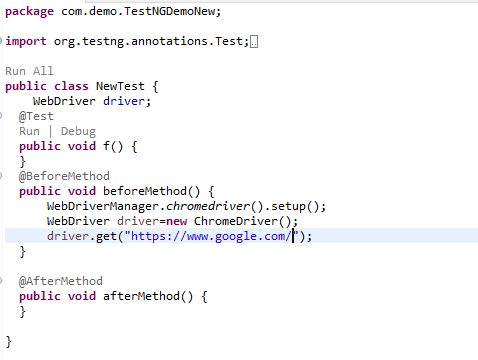 package com.demo.TestNGDemoNew;
import org.testng.annotations.Test;
Run All
public class NewTest {
WebDriver driver;
@Test
Run | Debug
public void f() {
}
@BeforeMethod
public void beforeMethod() {
WebDriverManager.chromedriver().setup();
WebDriver driver=new ChromeDriver();
driver.get("https://www.google.com/");
}
@AfterMethod
public void afterMethod() {
}
}